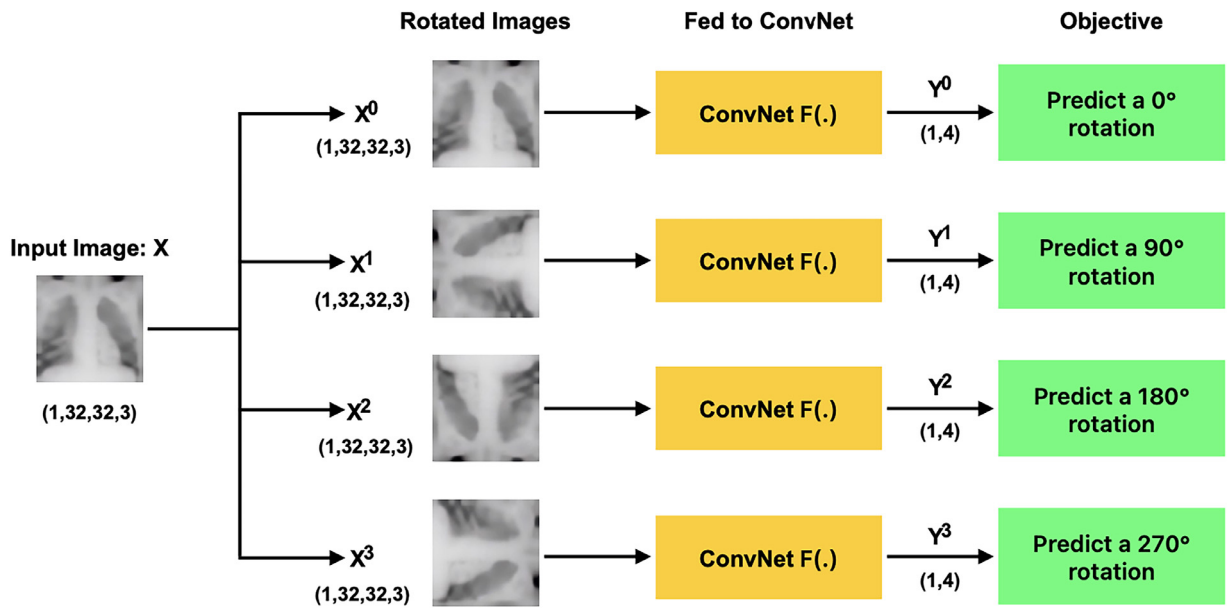 Rotated Images
Fed to ConvNet
Objective
X⁰
(1,32,32,3)
ConvNet F(.)
Y⁰
(1,4)
Predict a 0°
rotation
Input Image: X
(1,32,32,3)
X¹
(1,32,32,3)
ConvNet F(.)
Y¹
(1,4)
Predict a 90°
rotation
X²
(1,32,32,3)
ConvNet F(.)
Y²
(1,4)
Predict a 180°
rotation
X³
(1,32,32,3)
ConvNet F(.)
Y³
(1,4)
Predict a 270°
rotation